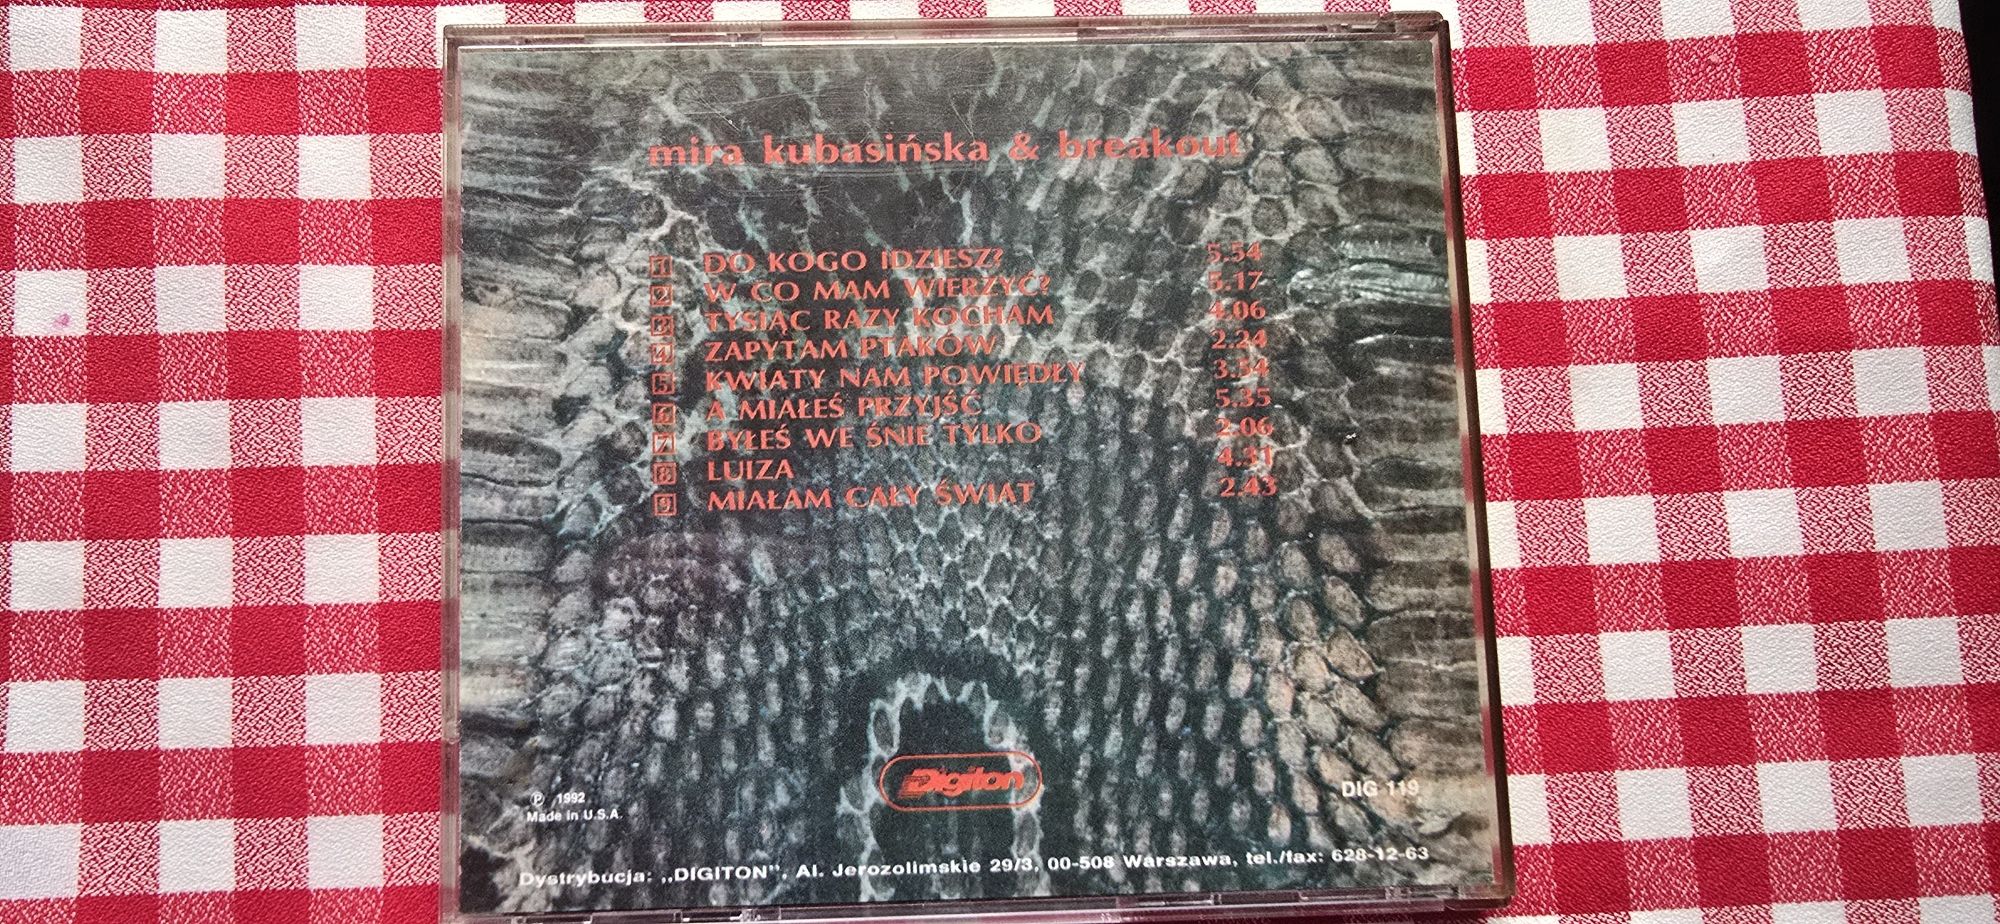 mira kubasińska & breakout
1 DO KOGO IDZIESZ? 5.54
2 W CO MAM WIERZYĆ? 5.17
3 TYSIĄC RAZY KOCHAM 4.06
4 ZAPYTAM PTAKÓW 2.24
5 KWIATY NAM POWIĘDŁY 3.54
6 A MIAŁEŚ PRZYJŚĆ 5.35
7 BYŁEŚ WE ŚNIE TYLKO 2.06
8 LUIZA 4.31
9 MIAŁAM CAŁY ŚWIAT 2.43
Digiton
Ⓟ 1992
Made in U.S.A.
DIG 119
Dystrybucja: „DIGITON”, Al. Jerozolimskie 29/3, 00-508 Warszawa, tel./fax: 628-12-63